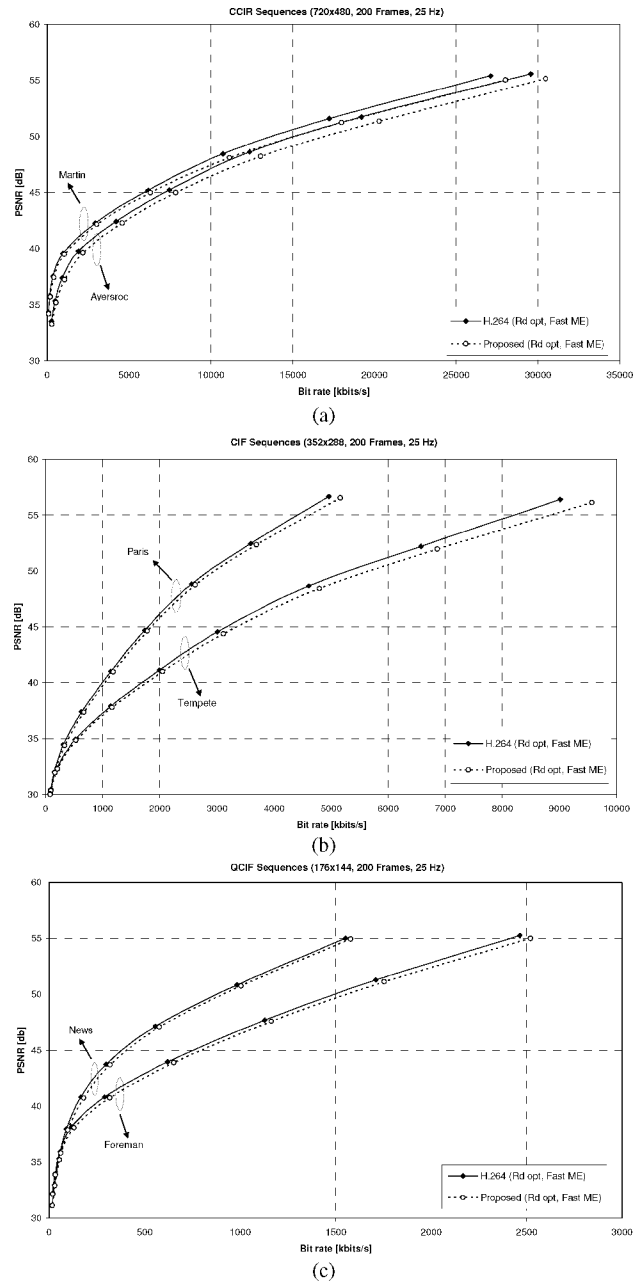 CCIR Sequences (720x480, 200 Frames, 25 Hz)
60
55
50
45
40
35
30
PSNR [dB]
Martin
Ayersroc
H.264 (Rd opt, Fast ME)
Proposed (Rd opt, Fast ME)
0 5000 10000 15000 20000 25000 30000 35000
Bit rate [kbits/s]
(a)
CIF Sequences (352x288, 200 Frames, 25 Hz)
60
55
50
45
40
35
30
PSNR [dB]
Paris
Tempete
H.264 (Rd opt, Fast ME)
Proposed (Rd opt, Fast ME)
0 1000 2000 3000 4000 5000 6000 7000 8000 9000 10000
Bit rate [kbits/s]
(b)
QCIF Sequences (176x144, 200 Frames, 25 Hz)
60
55
50
45
40
35
30
PSNR [db]
News
Foreman
H.264 (Rd opt, Fast ME)
Proposed (Rd opt, Fast ME)
0 500 1000 1500 2000 2500 3000
Bit rate [kbits/s]
(c)